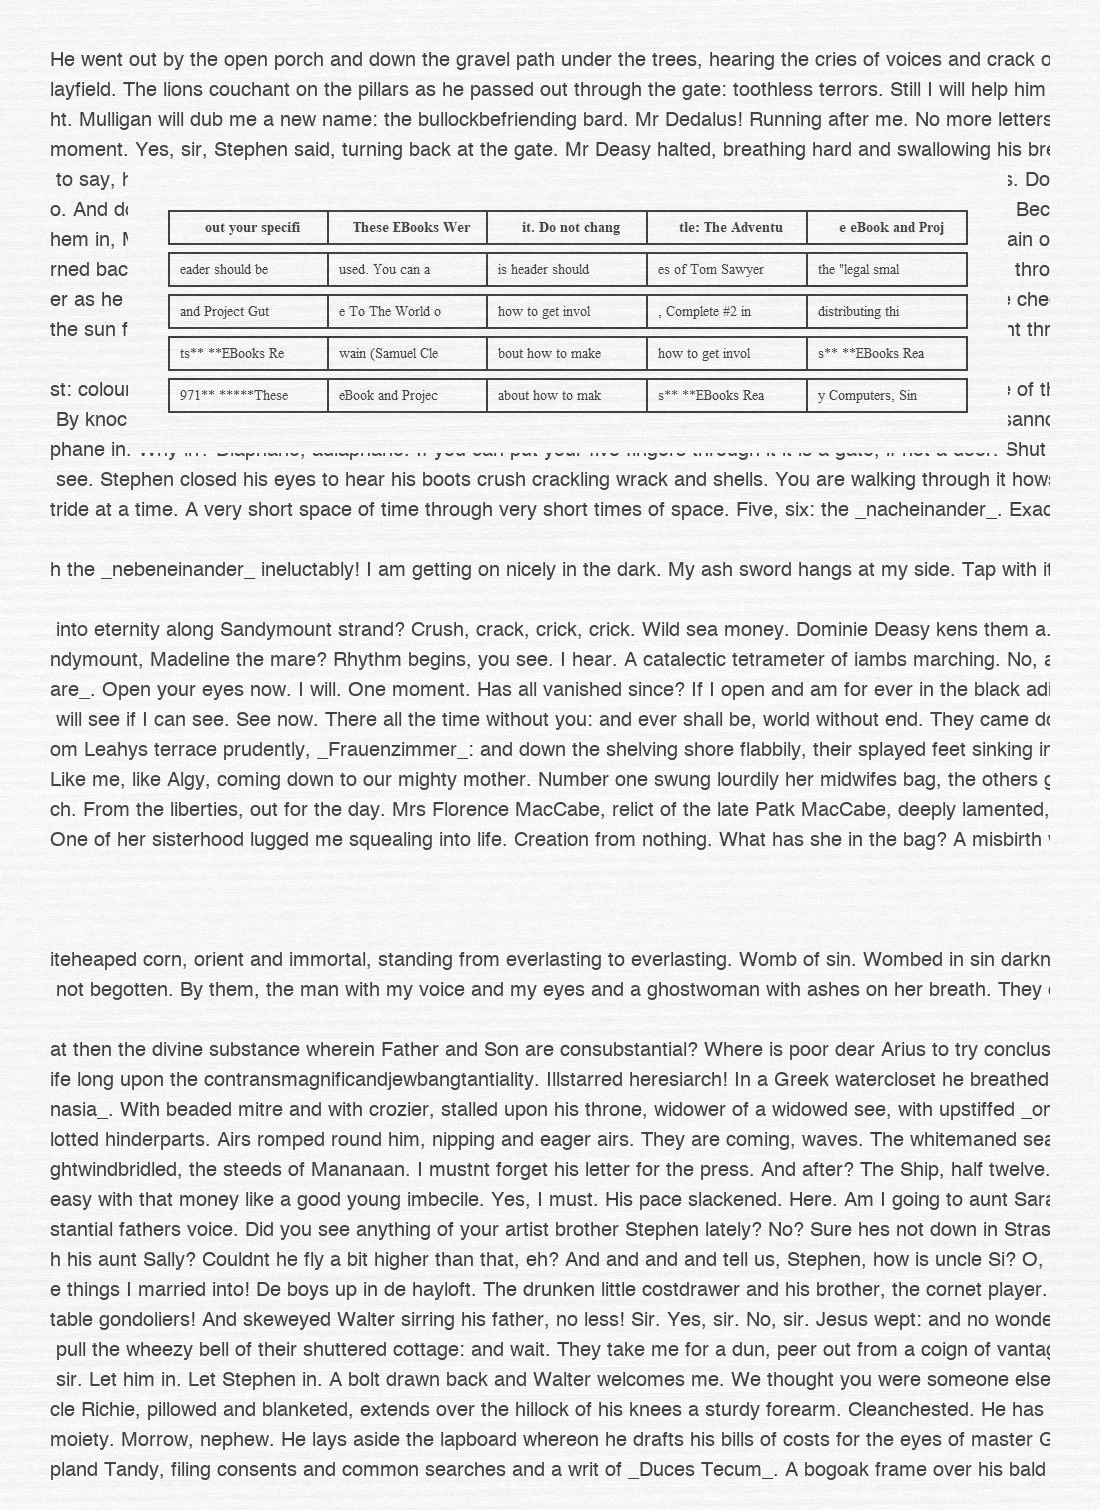 He went out by the open porch and down the gravel path under the trees, hearing the cries of voices and crack
layfield. The lions couchant on the pillars as he passed out through the gate: toothless terrors. Still I will help him
ht. Mulligan will dub me a new name: the bullockbefriending bard. Mr Dedalus! Running after me. No more letters
moment. Yes, sir, Stephen said, turning back at the gate. Mr Deasy halted, breathing hard and swallowing his
to say, s. Do
o. And Bec
hem in, ain
rned bac thro
er as he che
the sun
out your specifi These EBooks Wer it. Do not chang tle: The Adventu e eBook and Proj
eader should be used. You can a is header should es of Tom Sawyer the "legal smal
and Project Gut e To The World o how to get invol , Complete #2 in distributing thi
ts** **EBooks Re wain (Samuel Cle bout how to make how to get invol s** **EBooks Rea
971** *****These eBook and Projec about how to mak s** **EBooks Rea y Computers, Sin
st: colour of
By knoc
phane in. Shut
see. Stephen closed his eyes to hear his boots crush crackling wrack and shells. You are walking through it
tride at a time. A very short space of time through very short times of space. Five, six: the _nacheinander_. Exac
h the _nebeneinander_ ineluctably! I am getting on nicely in the dark. My ash sword hangs at my side. Tap with it
into eternity along Sandymount strand? Crush, crack, crick, crick. Wild sea money. Dominie Deasy kens them a.
ndymount, Madeline the mare? Rhythm begins, you see. I hear. A catalectic tetrameter of iambs marching. No,
are_. Open your eyes now. I will. One moment. Has all vanished since? If I open and am for ever in the black
will see if I can see. See now. There all the time without you: and ever shall be, world without end. They came
om Leahys terrace prudently, _Frauenzimmer_: and down the shelving shore flabbily, their splayed feet sinking
Like me, like Algy, coming down to our mighty mother. Number one swung lourdily her midwifes bag, the others
ch. From the liberties, out for the day. Mrs Florence MacCabe, relict of the late Patk MacCabe, deeply lamented,
One of her sisterhood lugged me squealing into life. Creation from nothing. What has she in the bag? A misbirth
iteheaped corn, orient and immortal, standing from everlasting to everlasting. Womb of sin. Wombed in sin darkn
not begotten. By them, the man with my voice and my eyes and a ghostwoman with ashes on her breath. They
at then the divine substance wherein Father and Son are consubstantial? Where is poor dear Arius to try conclus
ife long upon the contransmagnificandjewbangtantiality. Illstarred heresiarch! In a Greek watercloset he breathed
nasia_. With beaded mitre and with crozier, stalled upon his throne, widower of a widowed see, with upstiffed
lotted hinderparts. Airs romped round him, nipping and eager airs. They are coming, waves. The whitemaned sea
ghtwindbridled, the steeds of Mananaan. I mustnt forget his letter for the press. And after? The Ship, half twelve.
easy with that money like a good young imbecile. Yes, I must. His pace slackened. Here. Am I going to aunt Sara
stantial fathers voice. Did you see anything of your artist brother Stephen lately? No? Sure hes not down in Stras
h his aunt Sally? Couldnt he fly a bit higher than that, eh? And and and and tell us, Stephen, how is uncle Si? O,
e things I married into! De boys up in de hayloft. The drunken little costdrawer and his brother, the cornet player.
table gondoliers! And skeweyed Walter sirring his father, no less! Sir. Yes, sir. No, sir. Jesus wept: and no wonde
pull the wheezy bell of their shuttered cottage: and wait. They take me for a dun, peer out from a coign of
sir. Let him in. Let Stephen in. A bolt drawn back and Walter welcomes me. We thought you were someone else
cle Richie, pillowed and blanketed, extends over the hillock of his knees a sturdy forearm. Cleanchested. He has
moiety. Morrow, nephew. He lays aside the lapboard whereon he drafts his bills of costs for the eyes of master
pland Tandy, filing consents and common searches and a writ of _Duces Tecum_. A bogoak frame over his bald